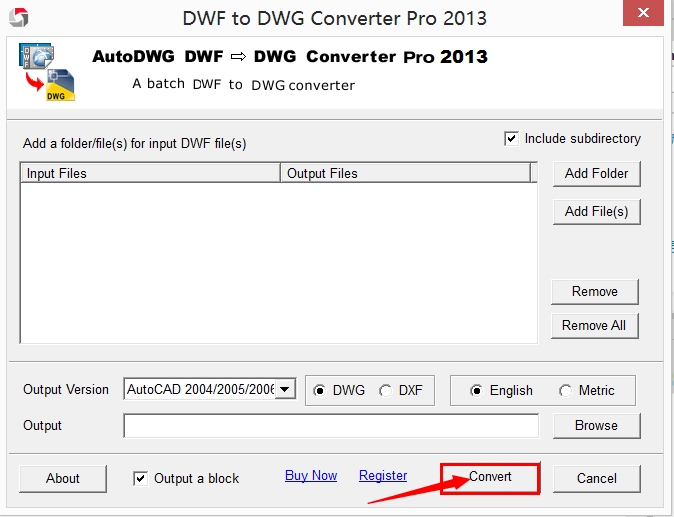 DWF to DWG Converter Pro 2013
AutoDWG DWF ⇨ DWG Converter Pro 2013
A batch DWF to DWG converter
DWF
DWG
Add a folder/file(s) for input DWF file(s)
Include subdirectory
Input Files Output Files
Add Folder
Add File(s)
Remove
Remove All
Output Version AutoCAD 2004/2005/2006 DWG DXF English Metric
Output Browse
About Output a block Buy Now Register Convert Cancel